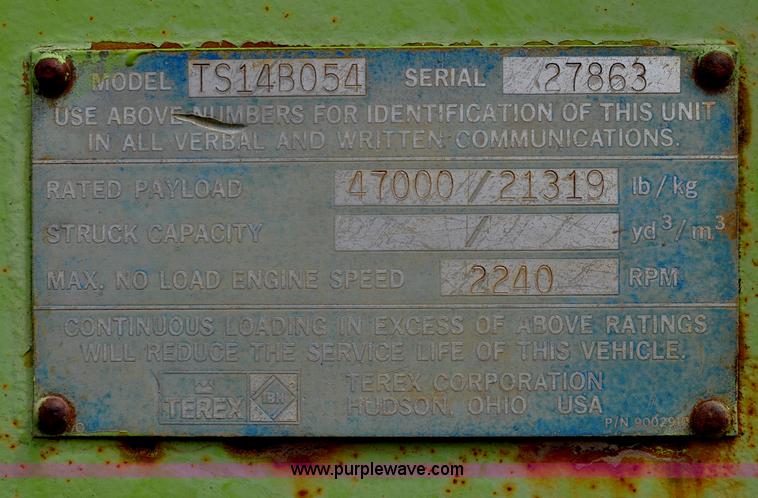 MODEL TS14B054 SERIAL 27863
USE ABOVE NUMBERS FOR IDENTIFICATION OF THIS UNIT
IN ALL VERBAL AND WRITTEN COMMUNICATIONS.
RATED PAYLOAD 47000/21319 lb/kg
STRUCK CAPACITY / yd³/m³
MAX. NO LOAD ENGINE SPEED 2240 RPM
CONTINUOUS LOADING IN EXCESS OF ABOVE RATINGS
WILL REDUCE THE SERVICE LIFE OF THIS VEHICLE.
TEREX IBH TEREX CORPORATION
HUDSON, OHIO USA
P/N
www.purplewave.com